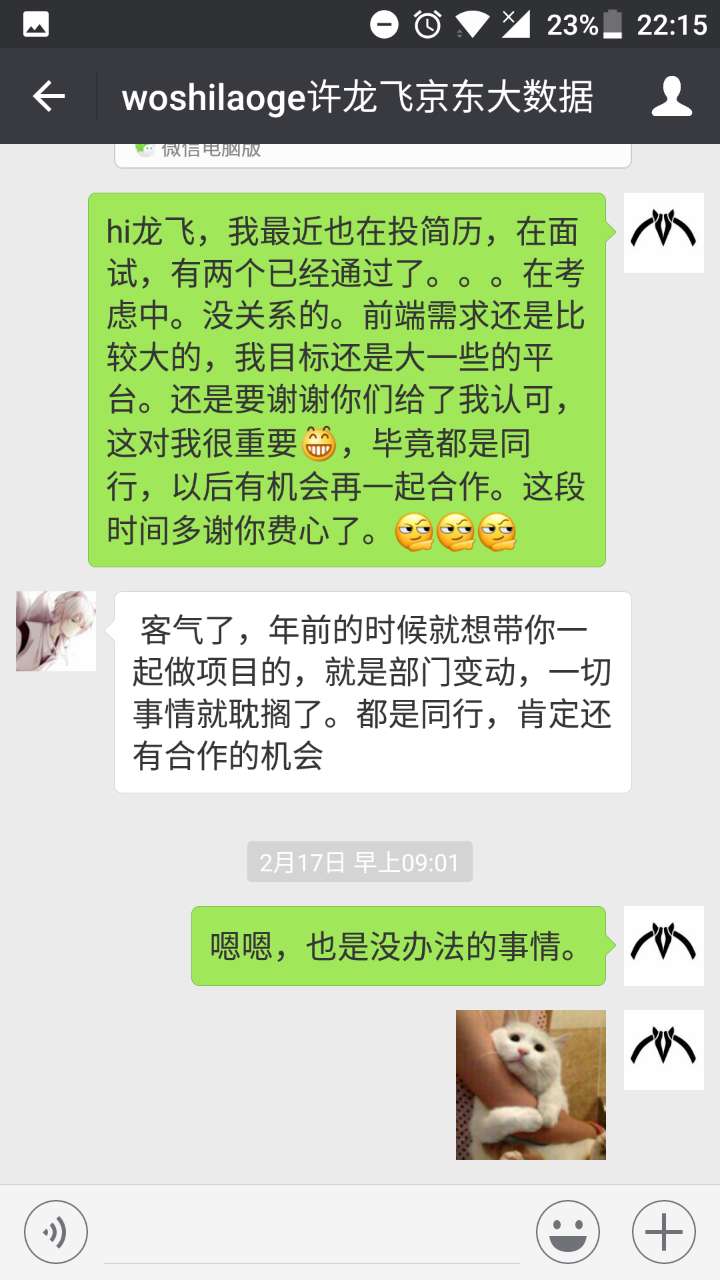 23% 22:15
woshilaoge许龙飞京东大数据
微信电脑版
hi龙飞，我最近也在投简历，在面
试，有两个已经通过了。。。在考
虑中。没关系的。前端需求还是比
较大的，我目标还是大一些的平
台。还是要谢谢你们给了我认可，
这对我很重要😁，毕竟都是同
行，以后有机会再一起合作。这段
时间多谢你费心了。
客气了，年前的时候就想带你一
起做项目的，就是部门变动，一切
事情就耽搁了。都是同行，肯定还
有合作的机会
2月17日 早上09:01
嗯嗯，也是没办法的事情。